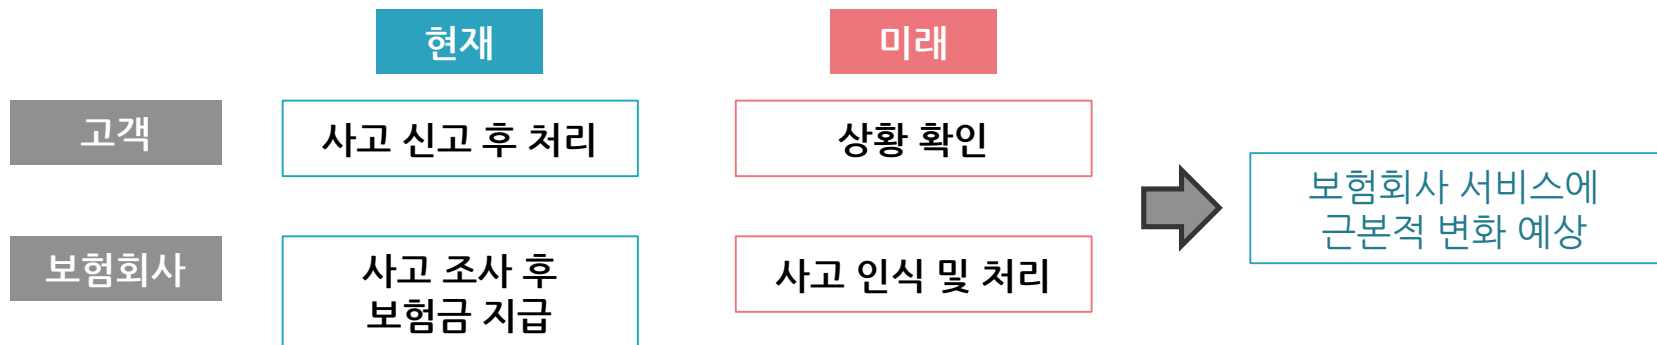 현재
미래
고객
사고 신고 후 처리
상황 확인
보험회사
사고 조사 후
보험금 지급
사고 인식 및 처리
보험회사 서비스에
근본적 변화 예상